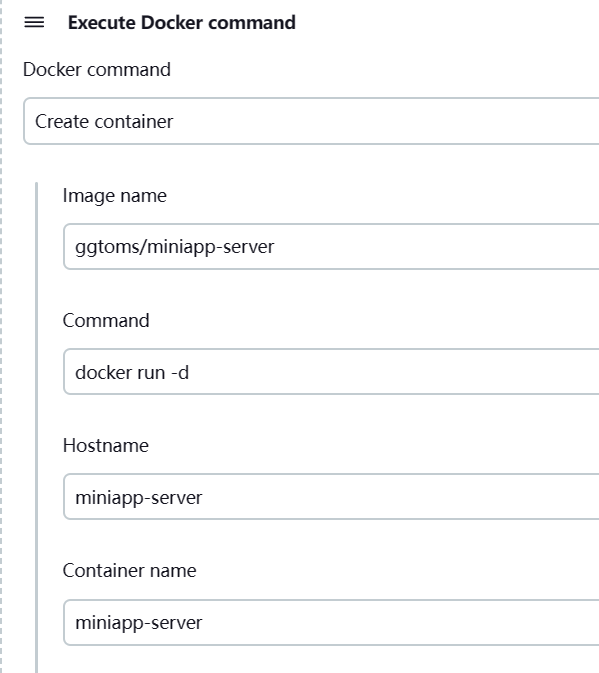 Execute Docker command
Docker command
Create container
Image name
ggtoms/miniapp-server
Command
docker run -d
Hostname
miniapp-server
Container name
miniapp-server